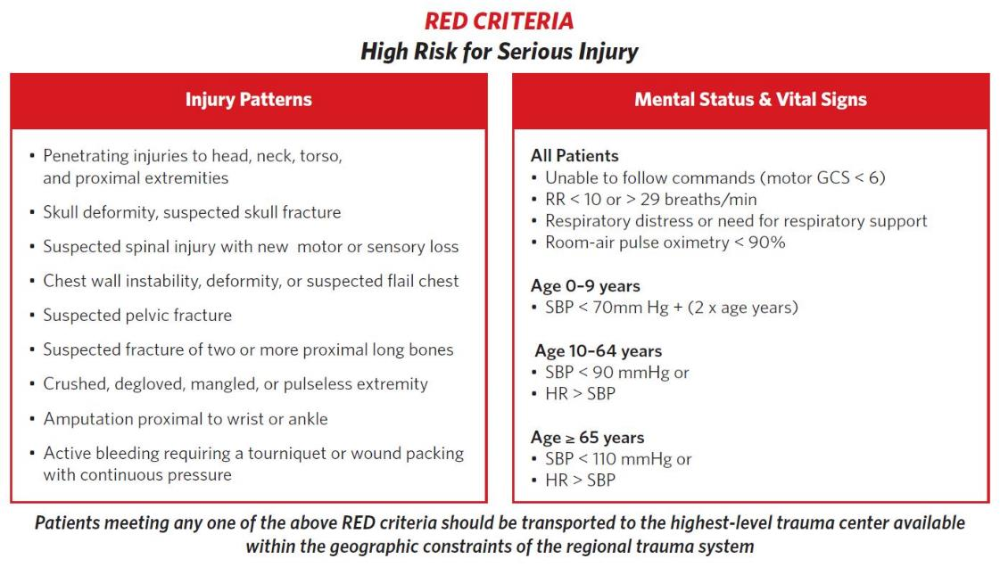 RED CRITERIA
High Risk for Serious Injury
Injury Patterns
• Penetrating injuries to head, neck, torso,
and proximal extremities
• Skull deformity, suspected skull fracture
• Suspected spinal injury with new motor or sensory loss
• Chest wall instability, deformity, or suspected flail chest
• Suspected pelvic fracture
• Suspected fracture of two or more proximal long bones
• Crushed, degloved, mangled, or pulseless extremity
• Amputation proximal to wrist or ankle
• Active bleeding requiring a tourniquet or wound packing
with continuous pressure
Mental Status & Vital Signs
All Patients
• Unable to follow commands (motor GCS < 6)
• RR < 10 or > 29 breaths/min
• Respiratory distress or need for respiratory support
• Room-air pulse oximetry < 90%
Age 0–9 years
• SBP < 70mm Hg + (2 x age years)
Age 10–64 years
• SBP < 90 mmHg or
• HR > SBP
Age ≥ 65 years
• SBP < 110 mmHg or
• HR > SBP
Patients meeting any one of the above RED criteria should be transported to the highest-level trauma center available
within the geographic constraints of the regional trauma system